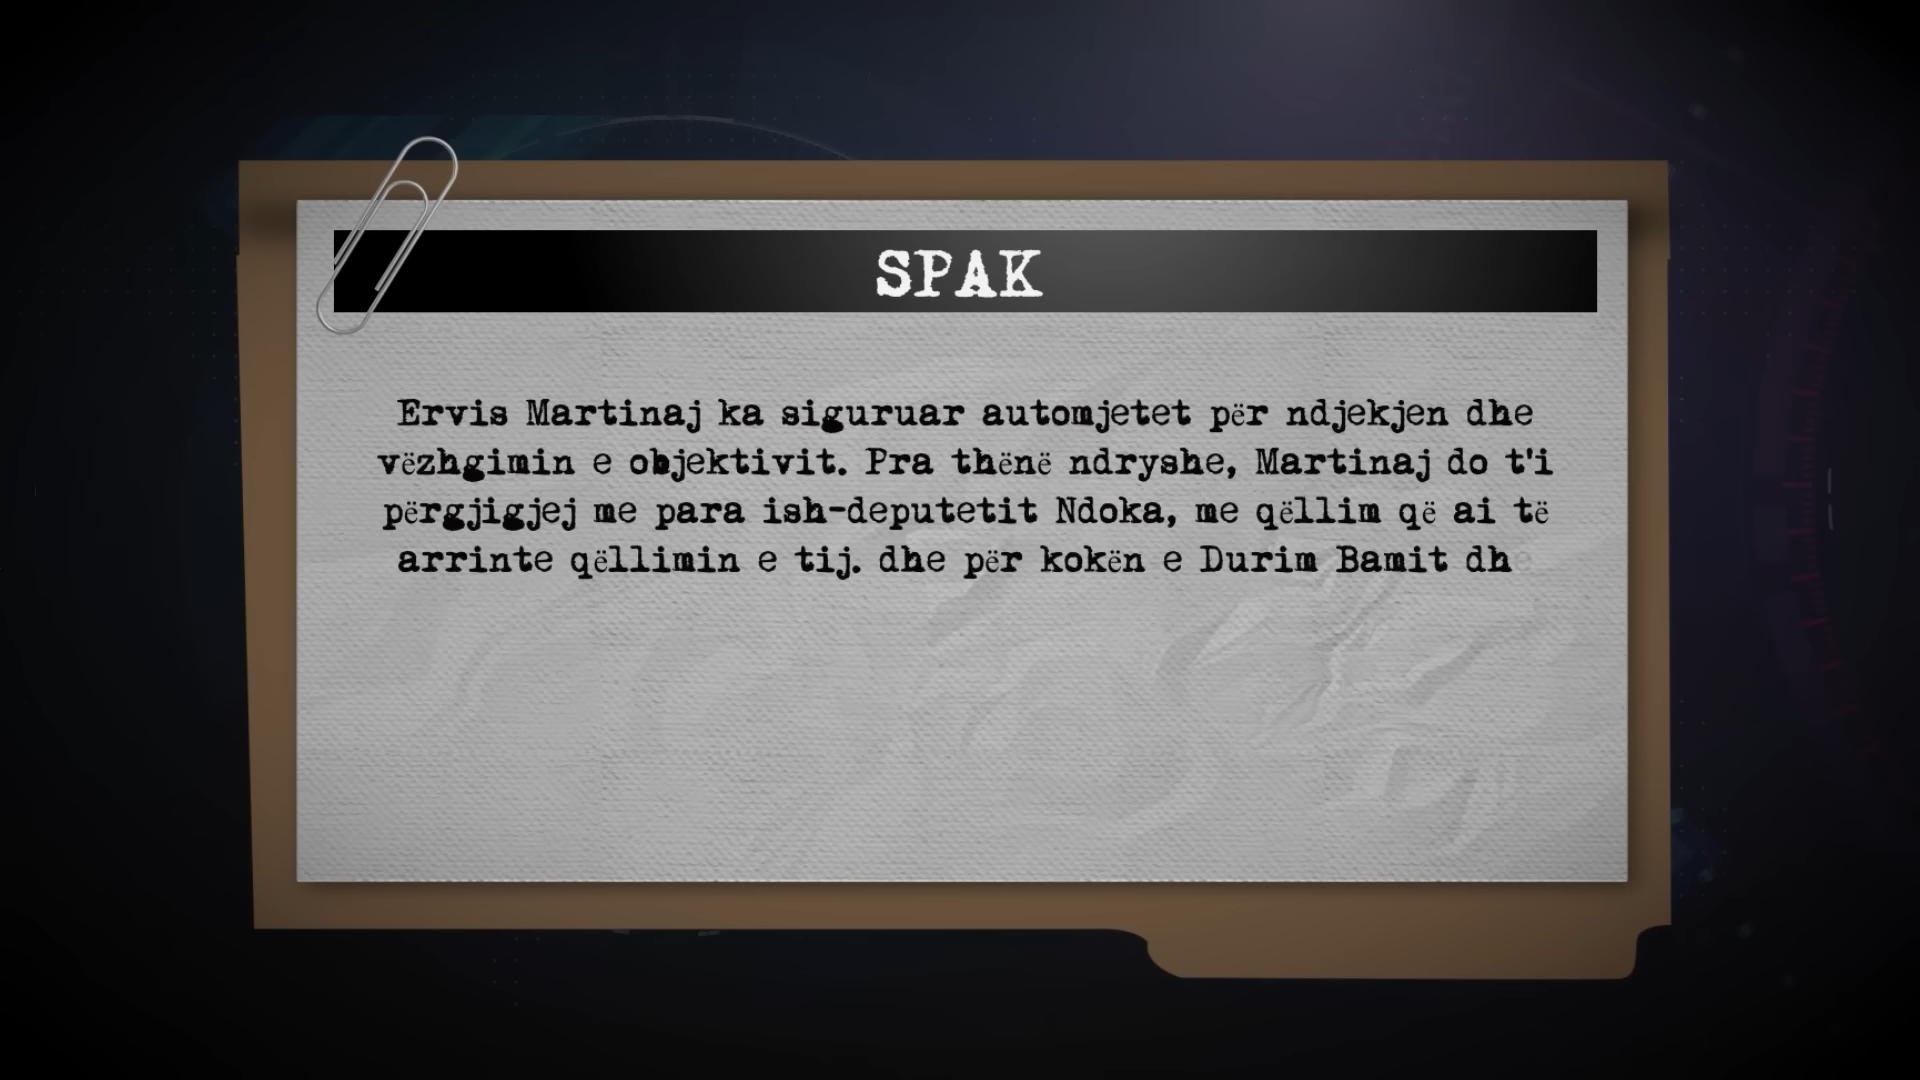 SPAK
Ervis Martinaj ka siguruar automjetet për ndjekjen dhe
vëzhgimin e objektivit. Pra thënë ndryshe, Martinaj do t'i
përgjigjej me para ish-deputetit Ndoka, me qëllim që ai të
arrinte qëllimin e tij. dhe për kokën e Durim Bamit dhe